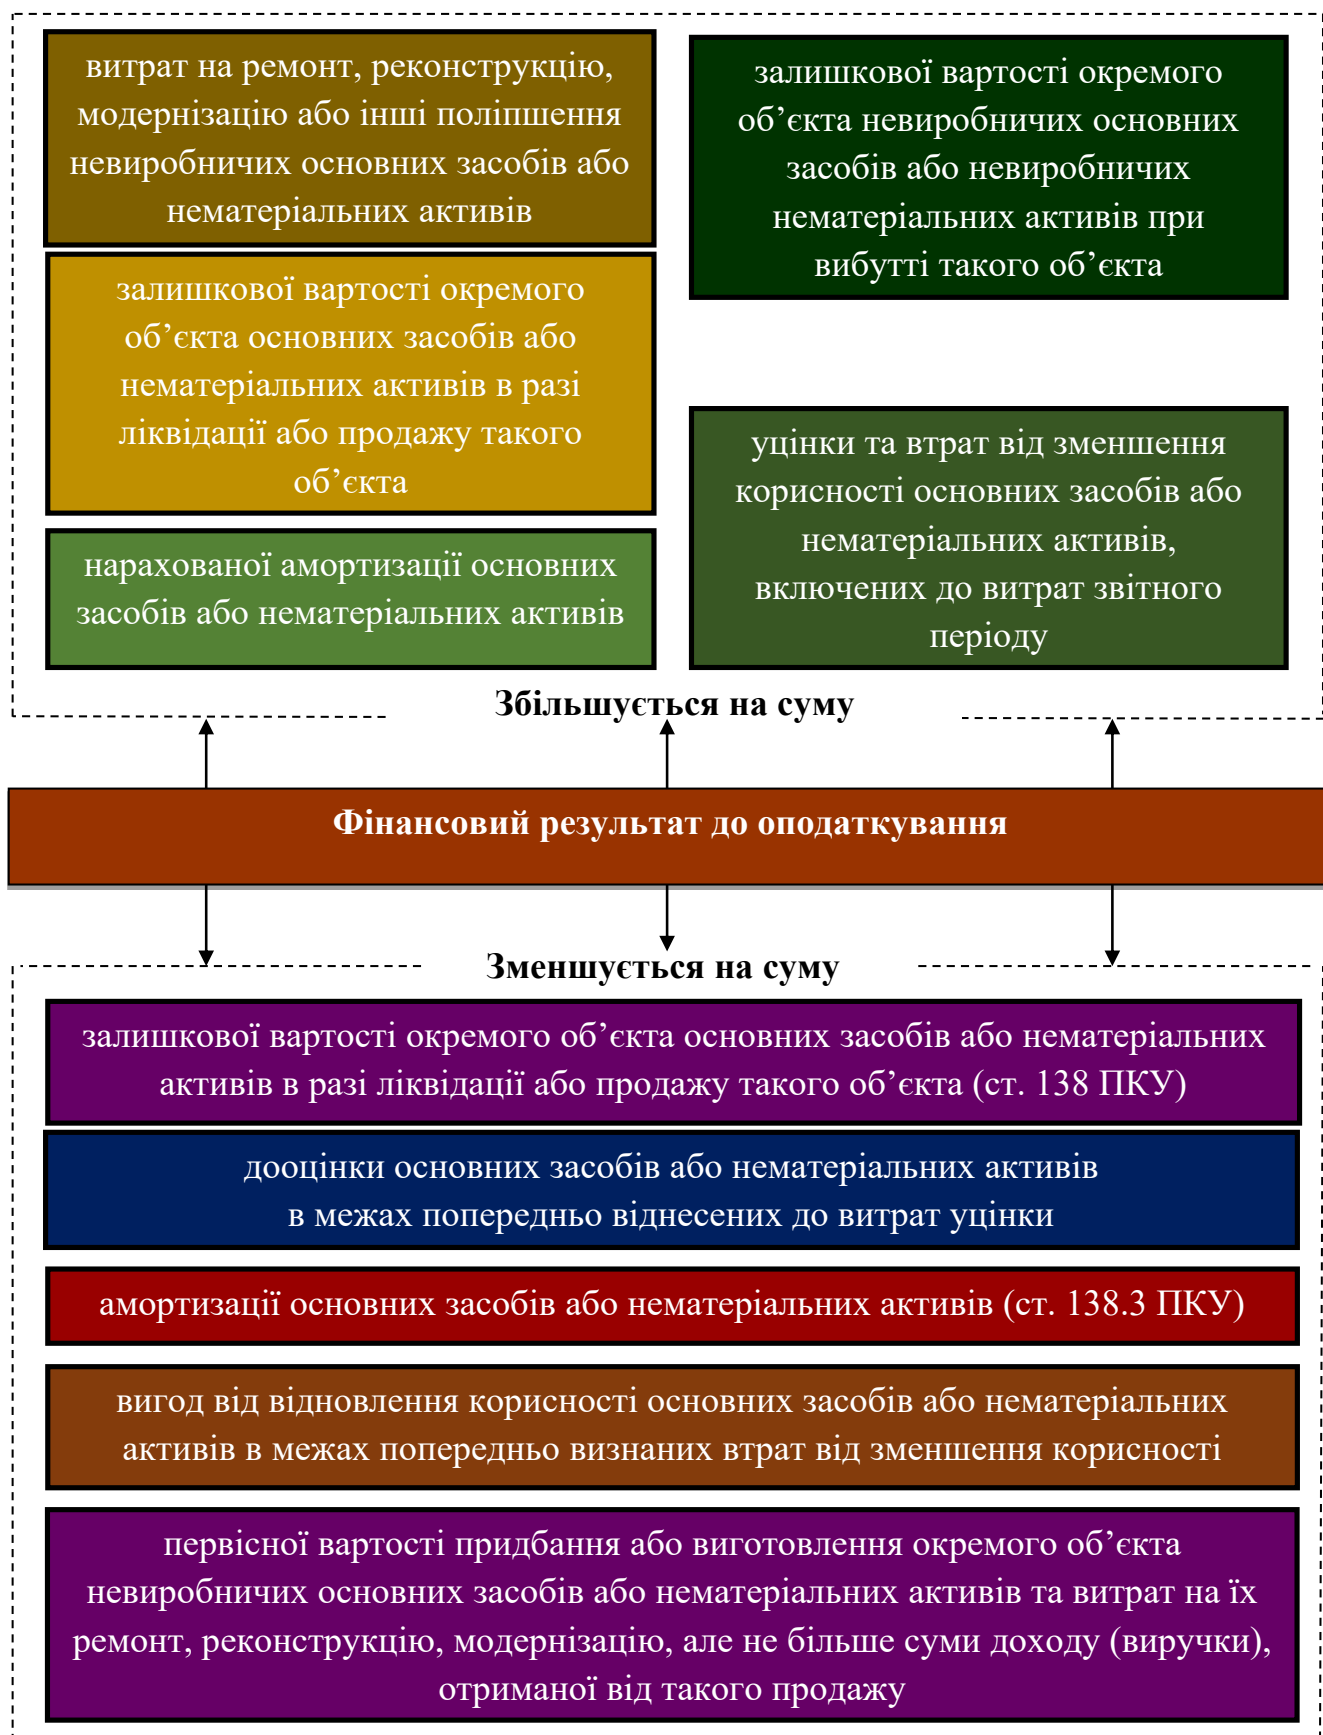 витрат на ремонт, реконструкцію,
модернізацію або інші поліпшення
невиробничих основних засобів або
нематеріальних активів
залишкової вартості окремого
об’єкта основних засобів або
нематеріальних активів в разі
ліквідації або продажу такого
об’єкта
нарахованої амортизації основних
засобів або нематеріальних активів
залишкової вартості окремого
об’єкта невиробничих основних
засобів або невиробничих
нематеріальних активів при
вибутті такого об’єкта
уцінки та втрат від зменшення
корисності основних засобів або
нематеріальних активів,
включених до витрат звітного
періоду
Збільшується на суму
Фінансовий результат до оподаткування
Зменшується на суму
залишкової вартості окремого об’єкта основних засобів або нематеріальних
активів в разі ліквідації або продажу такого об’єкта (ст. 138 ПКУ)
дооцінки основних засобів або нематеріальних активів
в межах попередньо віднесених до витрат уцінки
амортизації основних засобів або нематеріальних активів (ст. 138.3 ПКУ)
вигод від відновлення корисності основних засобів або нематеріальних
активів в межах попередньо визнаних втрат від зменшення корисності
первісної вартості придбання або виготовлення окремого об’єкта
невиробничих основних засобів або нематеріальних активів та витрат на їх
ремонт, реконструкцію, модернізацію, але не більше суми доходу (виручки),
отриманої від такого продажу